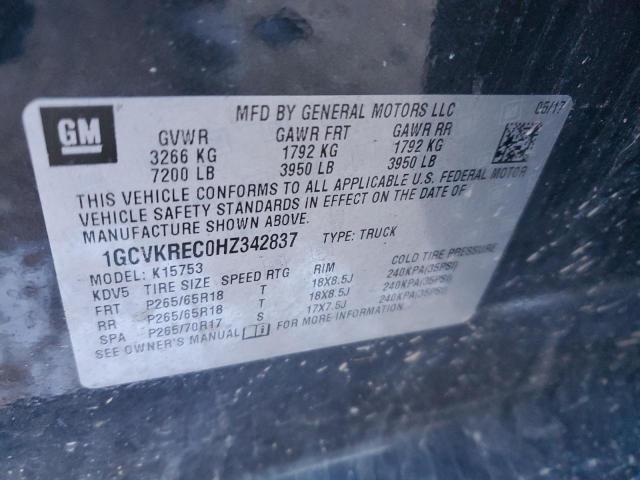 GM
MFD BY GENERAL MOTORS LLC 05/17
GVWR GAWR FRT GAWR RR
3266 KG 1792 KG 1792 KG
7200 LB 3950 LB 3950 LB
THIS VEHICLE CONFORMS TO ALL APPLICABLE U.S. FEDERAL MOTOR
VEHICLE SAFETY STANDARDS IN EFFECT ON THE DATE OF
MANUFACTURE SHOWN ABOVE.
1GCVKREC0HZ342837 TYPE: TRUCK
MODEL: K15753
KDV5 TIRE SIZE SPEED RTG RIM COLD TIRE PRESSURE
FRT P265/65R18 T 18X8.5J 240KPA(35PSI)
RR P265/65R18 T 18X8.5J 240KPA(35PSI)
SPA P265/70R17 S 17X7.5J 240KPA(35PSI)
SEE OWNER'S MANUAL FOR MORE INFORMATION.